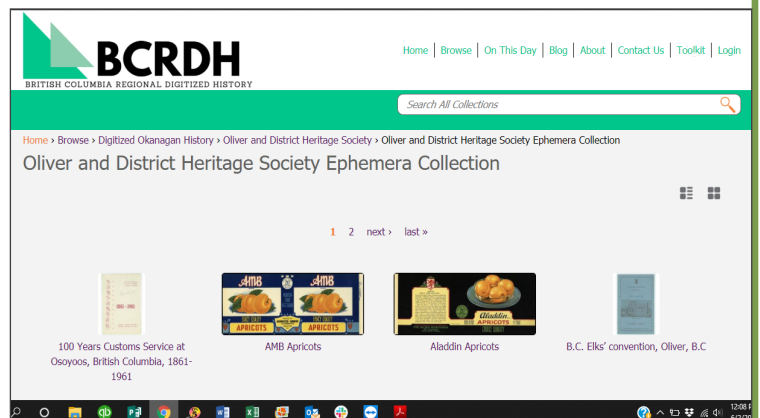 BCRDH
BRITISH COLUMBIA REGIONAL DIGITIZED HISTORY
Home | Browse | On This Day | Blog | About | Contact Us | Toolkit | Login
Search All Collections
Home › Browse › Digitized Okanagan History › Oliver and District Heritage Society › Oliver and District Heritage Society Ephemera Collection
Oliver and District Heritage Society Ephemera Collection
1 2 next › last »
1861-1961
AMB
AMB
APRICOTS
APRICOTS
Aladdin
APRICOTS
100 Years Customs Service at
Osoyoos, British Columbia, 1861-
1961
AMB Apricots
Aladdin Apricots
B.C. Elks' convention, Oliver, B.C
12:08